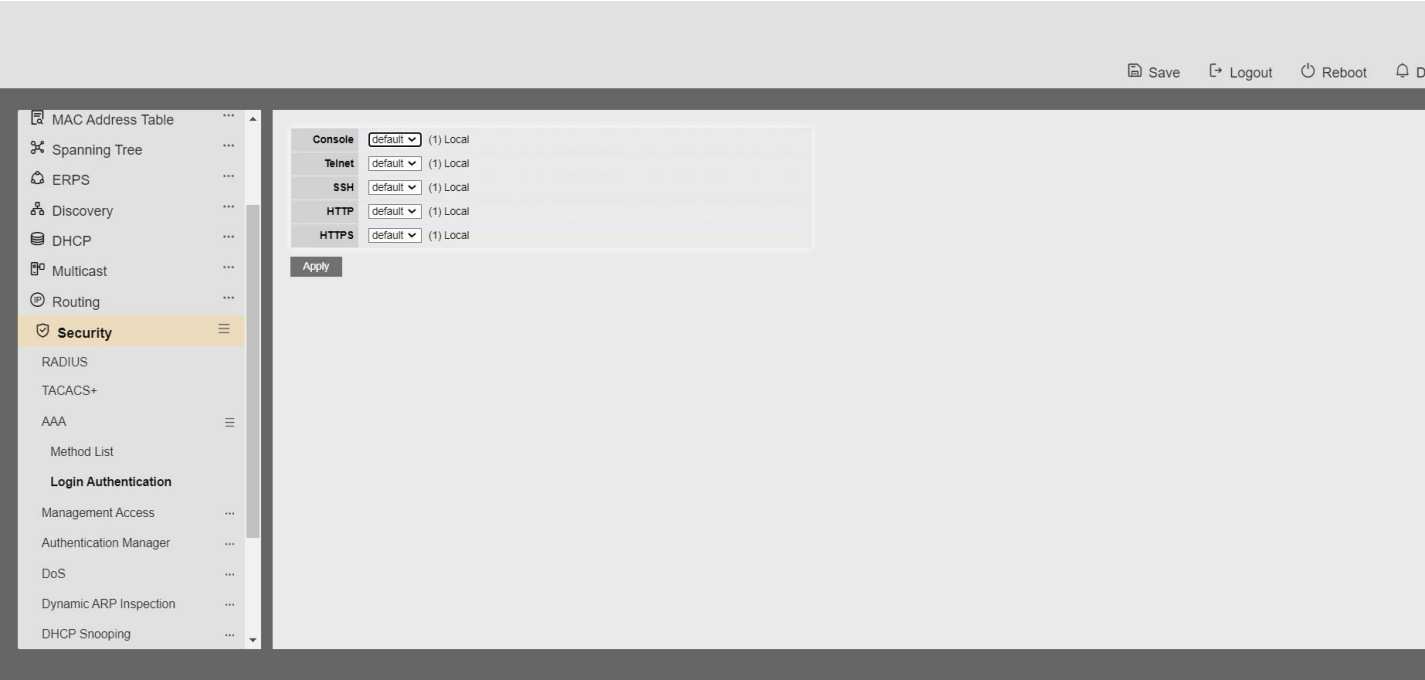 Save Logout Reboot D
MAC Address Table ...
Spanning Tree ...
ERPS ...
Discovery ...
DHCP ...
Multicast ...
Routing ...
Security
RADIUS
TACACS+
AAA
Method List
Login Authentication
Management Access ...
Authentication Manager ...
DoS ...
Dynamic ARP Inspection ...
DHCP Snooping ...
Console default (1) Local
Telnet default (1) Local
SSH default (1) Local
HTTP default (1) Local
HTTPS default (1) Local
Apply